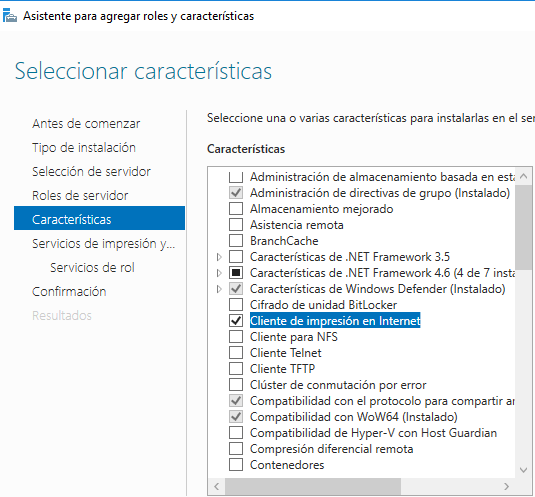 Asistente para agregar roles y características
Seleccionar características
Antes de comenzar
Tipo de instalación
Selección de servidor
Roles de servidor
Características
Servicios de impresión y...
Servicios de rol
Confirmación
Resultados
Seleccione una o varias características para instalarlas en el ser
Características
Administración de almacenamiento basada en está
Administración de directivas de grupo (Instalado)
Almacenamiento mejorado
Asistencia remota
BranchCache
Características de .NET Framework 3.5
Características de .NET Framework 4.6 (4 de 7 insta
Características de Windows Defender (Instalado)
Cifrado de unidad BitLocker
Cliente de impresión en Internet
Cliente para NFS
Cliente Telnet
Cliente TFTP
Clúster de conmutación por error
Compatibilidad con el protocolo para compartir ar
Compatibilidad con WoW64 (Instalado)
Compatibilidad de Hyper-V con Host Guardian
Compresión diferencial remota
Contenedores